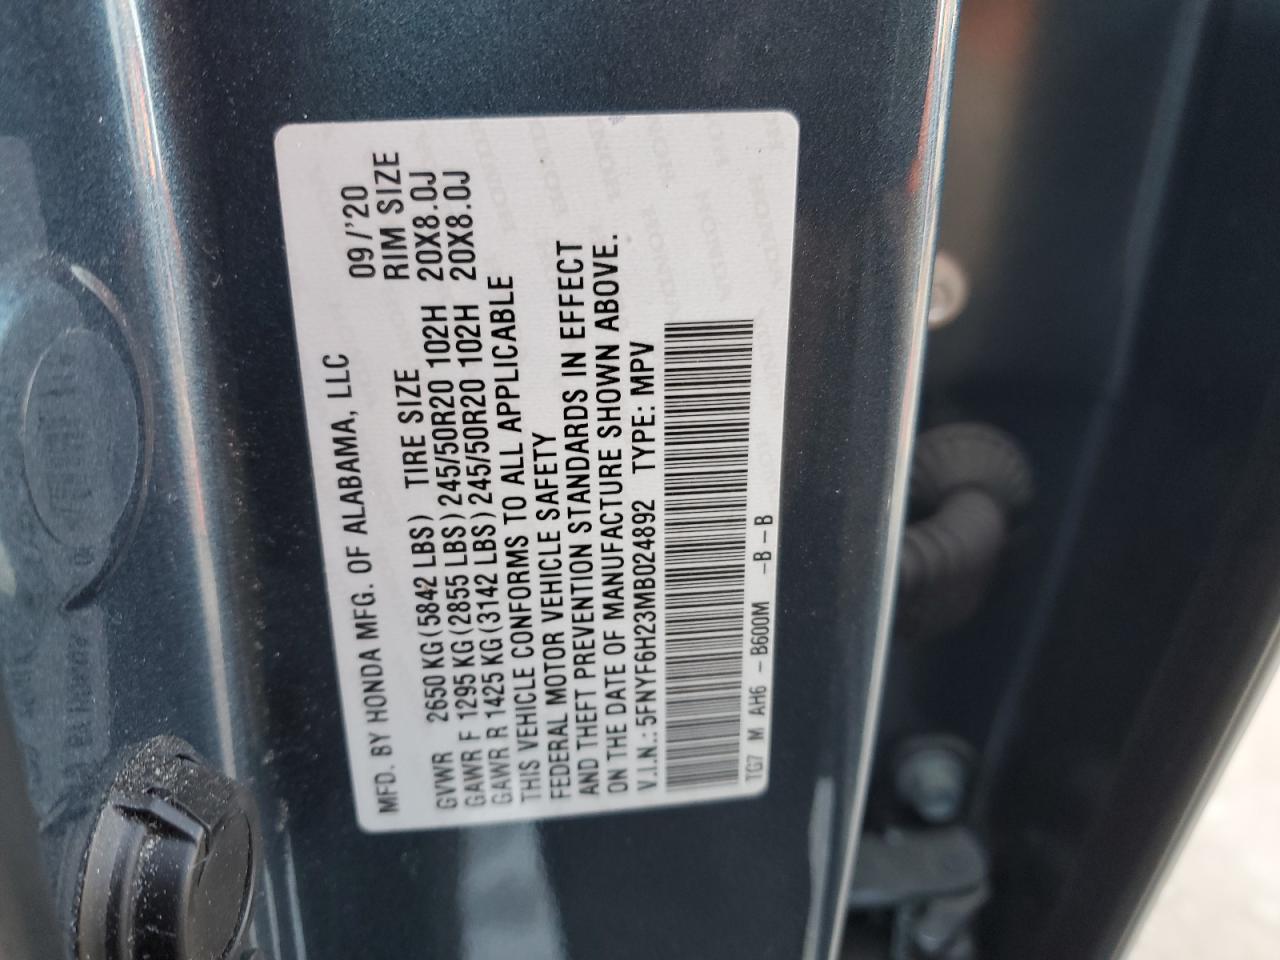 MFD. BY HONDA MFG. OF ALABAMA, LLC 09/'20
TIRE SIZE RIM SIZE
GVWR 2650 KG (5842 LBS)
GAWR F 1295 KG (2855 LBS) 245/50R20 102H 20X8.0J
GAWR R 1425 KG (3142 LBS) 245/50R20 102H 20X8.0J
THIS VEHICLE CONFORMS TO ALL APPLICABLE
FEDERAL MOTOR VEHICLE SAFETY
AND THEFT PREVENTION STANDARDS IN EFFECT
ON THE DATE OF MANUFACTURE SHOWN ABOVE.
V.I.N.: 5FNYF6H23MB024892 TYPE: MPV
TG7 M AH6 -B600M -B-B